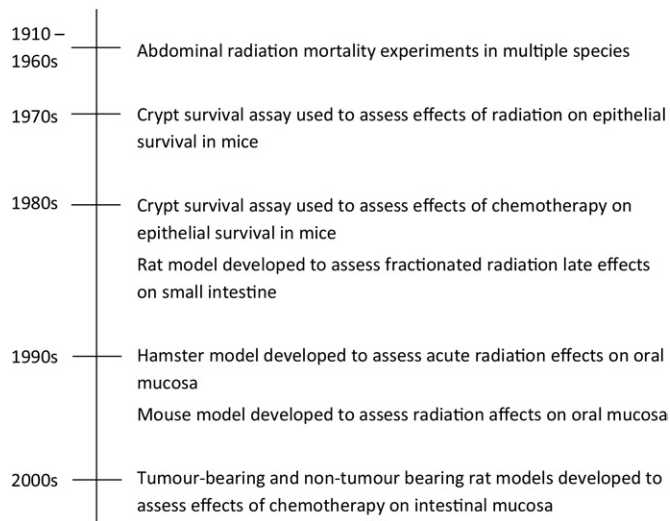 1910 –
1960s
Abdominal radiation mortality experiments in multiple species
1970s
Crypt survival assay used to assess effects of radiation on epithelial
survival in mice
1980s
Crypt survival assay used to assess effects of chemotherapy on
epithelial survival in mice
Rat model developed to assess fractionated radiation late effects
on small intestine
1990s
Hamster model developed to assess acute radiation effects on oral
mucosa
Mouse model developed to assess radiation affects on oral mucosa
2000s
Tumour-bearing and non-tumour bearing rat models developed to
assess effects of chemotherapy on intestinal mucosa